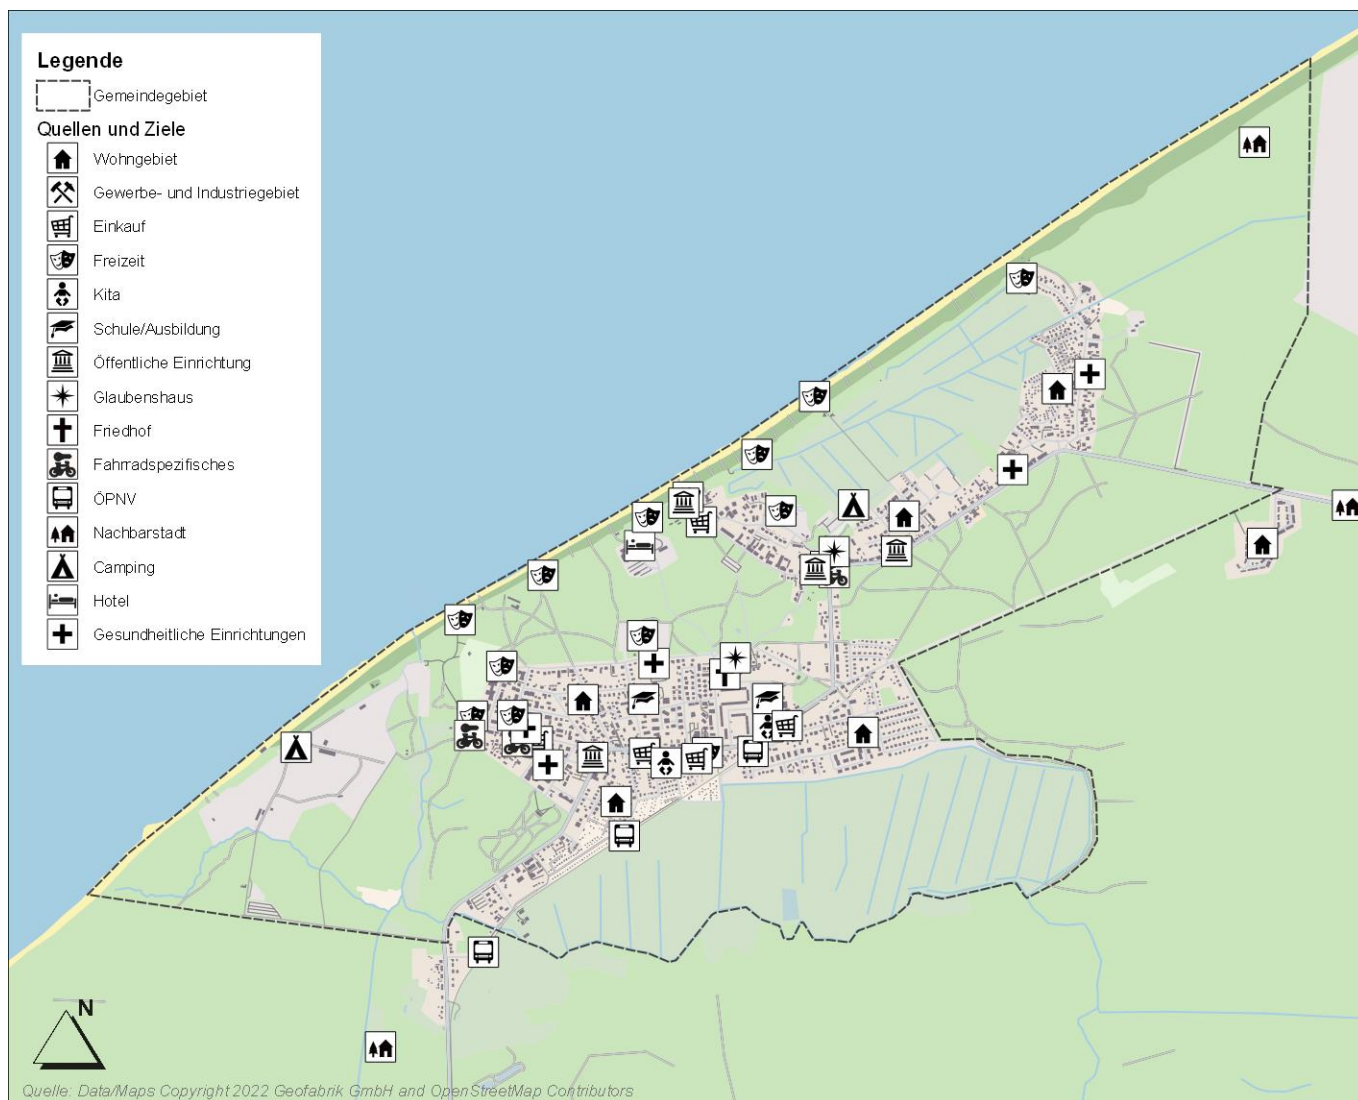 Legende
Gemeindegebiet
Quellen und Ziele
Wohngebiet
Gewerbe- und Industriegebiet
Einkauf
Freizeit
Kita
Schule/Ausbildung
Öffentliche Einrichtung
Glaubenshaus
Friedhof
Fahrradspezifisches
ÖPNV
Nachbarstadt
Camping
Hotel
Gesundheitliche Einrichtungen
N
Quelle: Data/Maps Copyright 2022 Geofabrik GmbH and OpenStreetMap Contributors